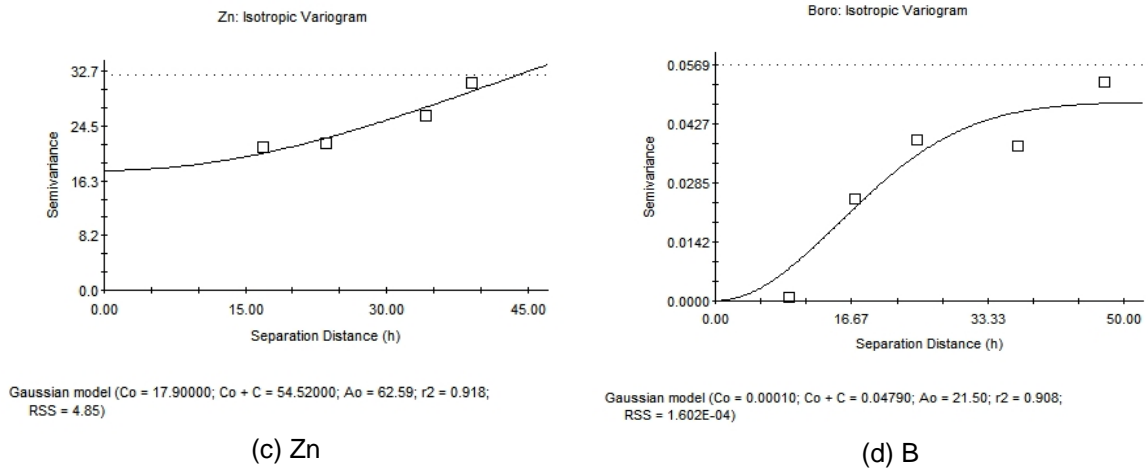 Zn: Isotropic Variogram
32.7
24.5
16.3
8.2
0.0
Semivariance
0.00
15.00
30.00
45.00
Separation Distance (h)
Gaussian model (Co = 17.90000; Co + C = 54.52000; Ao = 62.59; r2 = 0.918;
RSS = 4.85)
(c) Zn
Boro: Isotropic Variogram
0.0569
0.0427
0.0285
0.0142
0.0000
Semivariance
0.00
16.67
33.33
50.00
Separation Distance (h)
Gaussian model (Co = 0.00010; Co + C = 0.04790; Ao = 21.50; r2 = 0.908;
RSS = 1.602E-04)
(d) B